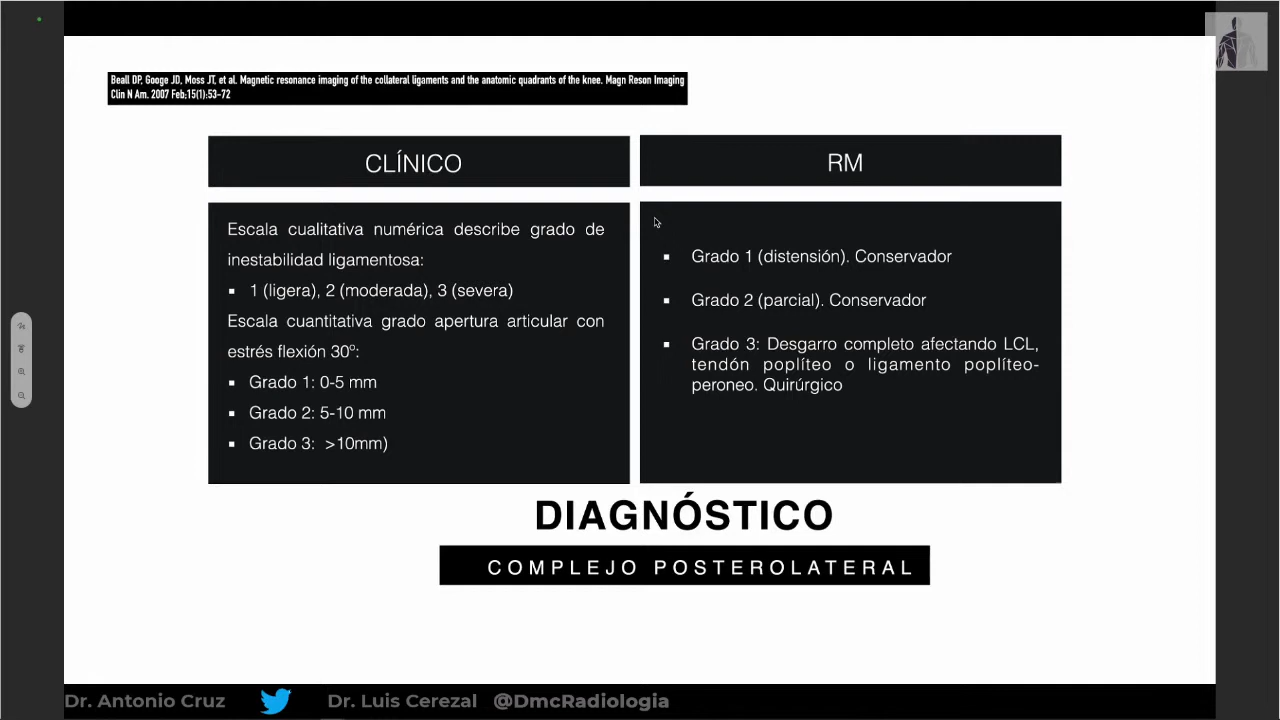 Beall DP, Googe JD, Moss JT, et al. Magnetic resonance imaging of the collateral ligaments and the anatomic quadrants of the knee. Magn Reson Imaging
Clin N Am. 2007 Feb;15(1):53-72
CLÍNICO
Escala cualitativa numérica describe grado de
inestabilidad ligamentosa:
▪ 1 (ligera), 2 (moderada), 3 (severa)
Escala cuantitativa grado apertura articular con
estrés flexión 30º:
▪ Grado 1: 0-5 mm
▪ Grado 2: 5-10 mm
▪ Grado 3: >10mm)
RM
▪ Grado 1 (distensión). Conservador
▪ Grado 2 (parcial). Conservador
▪ Grado 3: Desgarro completo afectando LCL,
tendón poplíteo o ligamento poplíteo-
peroneo. Quirúrgico
DIAGNÓSTICO
COMPLEJO POSTEROLATERAL
Dr. Antonio Cruz Dr. Luis Cerezal @DmcRadiologia